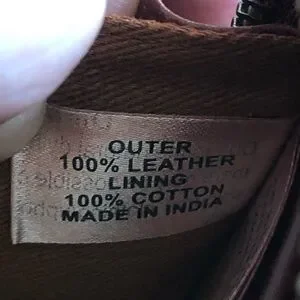 OUTER
100% LEATHER
LINING
100% COTTON
MADE IN INDIA